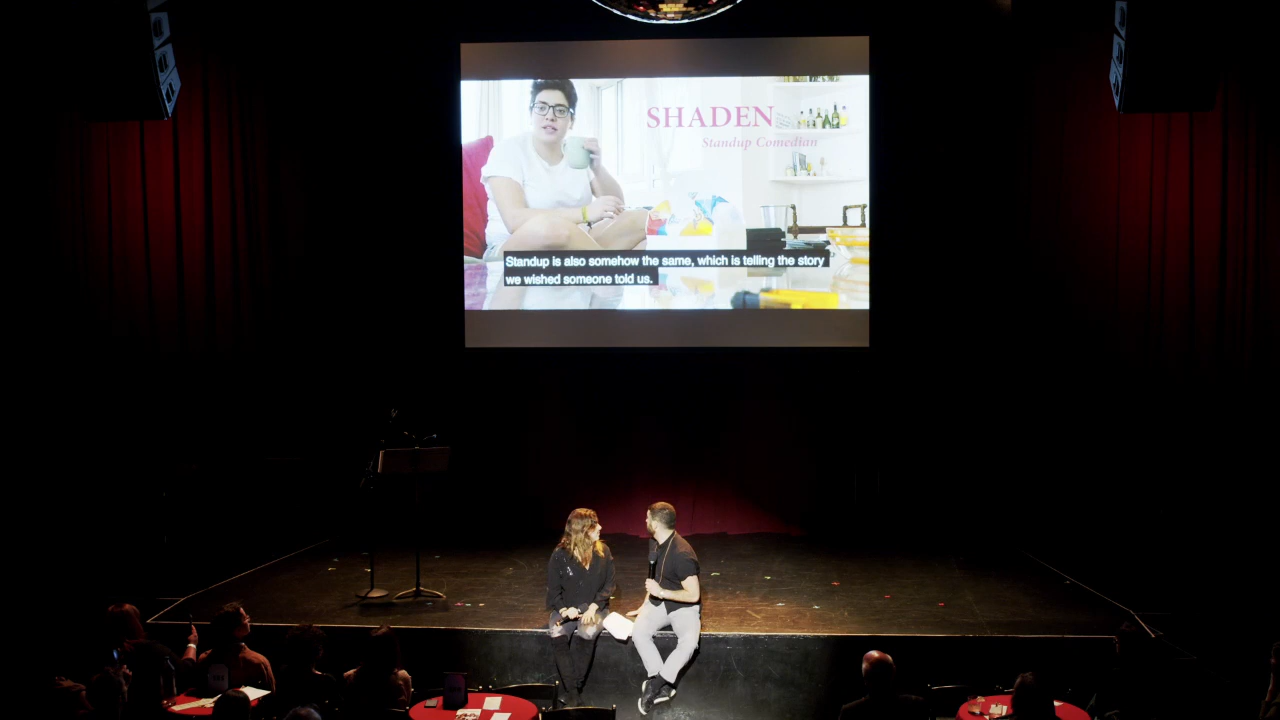 SHADEN
Standup Comedian
Standup is also somehow the same, which is telling the story
we wished someone told us.